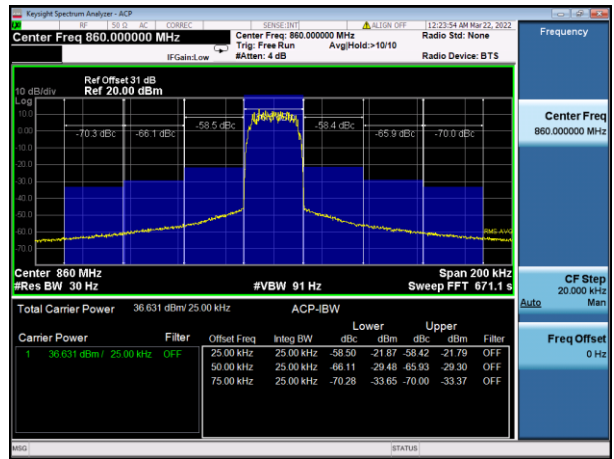 Keysight Spectrum Analyzer - ACP
RF 50 Ω AC CORREC SENSE:INT ALIGN OFF 12:23:54 AM Mar 22, 2022
Center Freq 860.000000 MHz Center Freq: 860.000000 MHz Radio Std: None Frequency
Trig: Free Run Avg|Hold:>10/10
IFGain:Low #Atten: 4 dB Radio Device: BTS
Ref Offset 31 dB
10 dB/div Ref 20.00 dBm
Log
10.0
0.00
-10.0
-20.0
-30.0
-40.0
-50.0
-60.0
-70.0
-70.3 dBc -66.1 dBc -58.5 dBc -58.4 dBc -65.9 dBc -70.0 dBc
RMS-AVG
Center 860 MHz Span 200 kHz
#Res BW 30 Hz #VBW 91 Hz Sweep FFT 671.1 s
Total Carrier Power 36.631 dBm/ 25.00 kHz ACP-IBW
Lower Upper
Carrier Power Filter Offset Freq Integ BW dBc dBm dBc dBm Filter
1 36.631 dBm / 25.00 kHz OFF 25.00 kHz 25.00 kHz -58.50 -21.87 -58.42 -21.79 OFF
50.00 kHz 25.00 kHz -66.11 -29.48 -65.93 -29.30 OFF
75.00 kHz 25.00 kHz -70.28 -33.65 -70.00 -33.37 OFF
Center Freq
860.000000 MHz
CF Step
20.000 kHz
Auto Man
Freq Offset
0 Hz
MSG STATUS